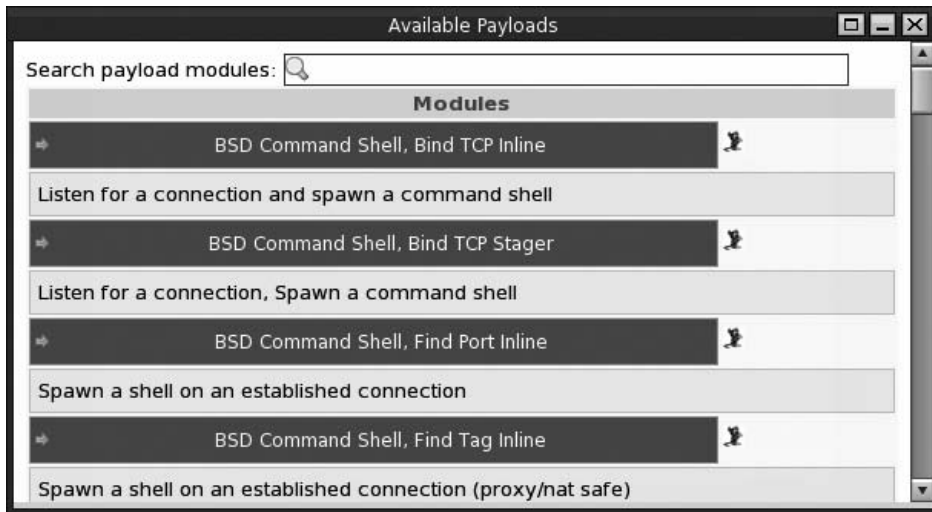 Available Payloads
Search payload modules:
Modules
BSD Command Shell, Bind TCP Inline
Listen for a connection and spawn a command shell
BSD Command Shell, Bind TCP Stager
Listen for a connection, Spawn a command shell
BSD Command Shell, Find Port Inline
Spawn a shell on an established connection
BSD Command Shell, Find Tag Inline
Spawn a shell on an established connection (proxy/nat safe)